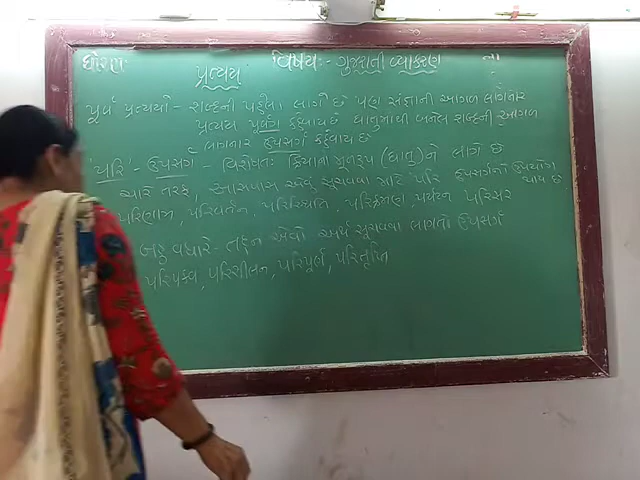 ધોરણ વિષય:- ગુજરાતી વ્યાકરણ તા
પ્રત્યય
પૂર્વ પ્રત્યયો - શબ્દની પહેલા લાગે છે પણ સંજ્ઞાની આગળ લાગનાર
પ્રત્યય પૂર્વગ કહેવાય છે ધાતુમાંથી બનેલ શબ્દની આગળ
લાગનાર ઉપસર્ગ કહેવાય છે
'પરિ' - ઉપસર્ગ - વિશેષતઃ ક્રિયાના મૂળરૂપ (ધાતુ) ને લાગે છે
ચારે તરફ, આસપાસ એવું સૂચવવા માટે પરિ ઉપસર્ગનો ઉપયોગ થાય છે
પરિણામ, પરિવર્તન, પરિસ્થિતિ, પરિભ્રમણ, પર્યટન પરિસર
બહુ વધારે - તદ્દન એવો અર્થ સૂચવવા લાગતો ઉપસર્ગ
પરિપક્વ, પરિશીલન, પરિપૂર્ણ, પરિતૃપ્તિ